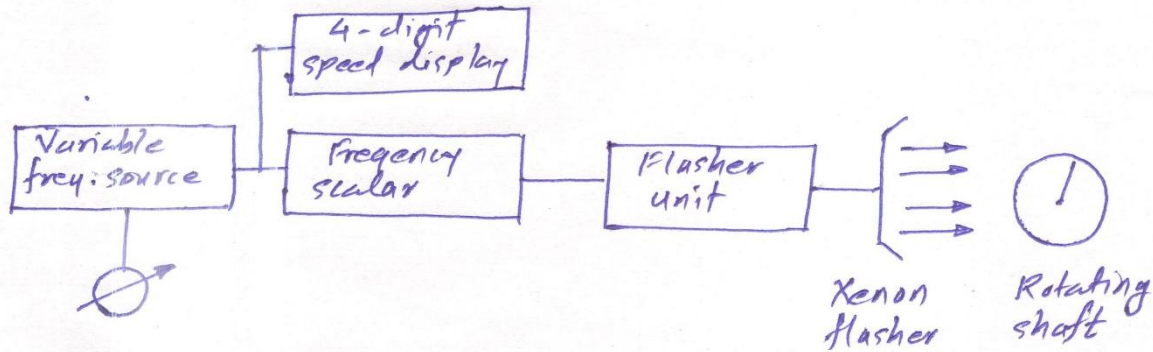 4-digit
speed display
Variable
freq: source
Freqency
scalar
Flasher
unit
Xenon
flasher
Rotating
shaft